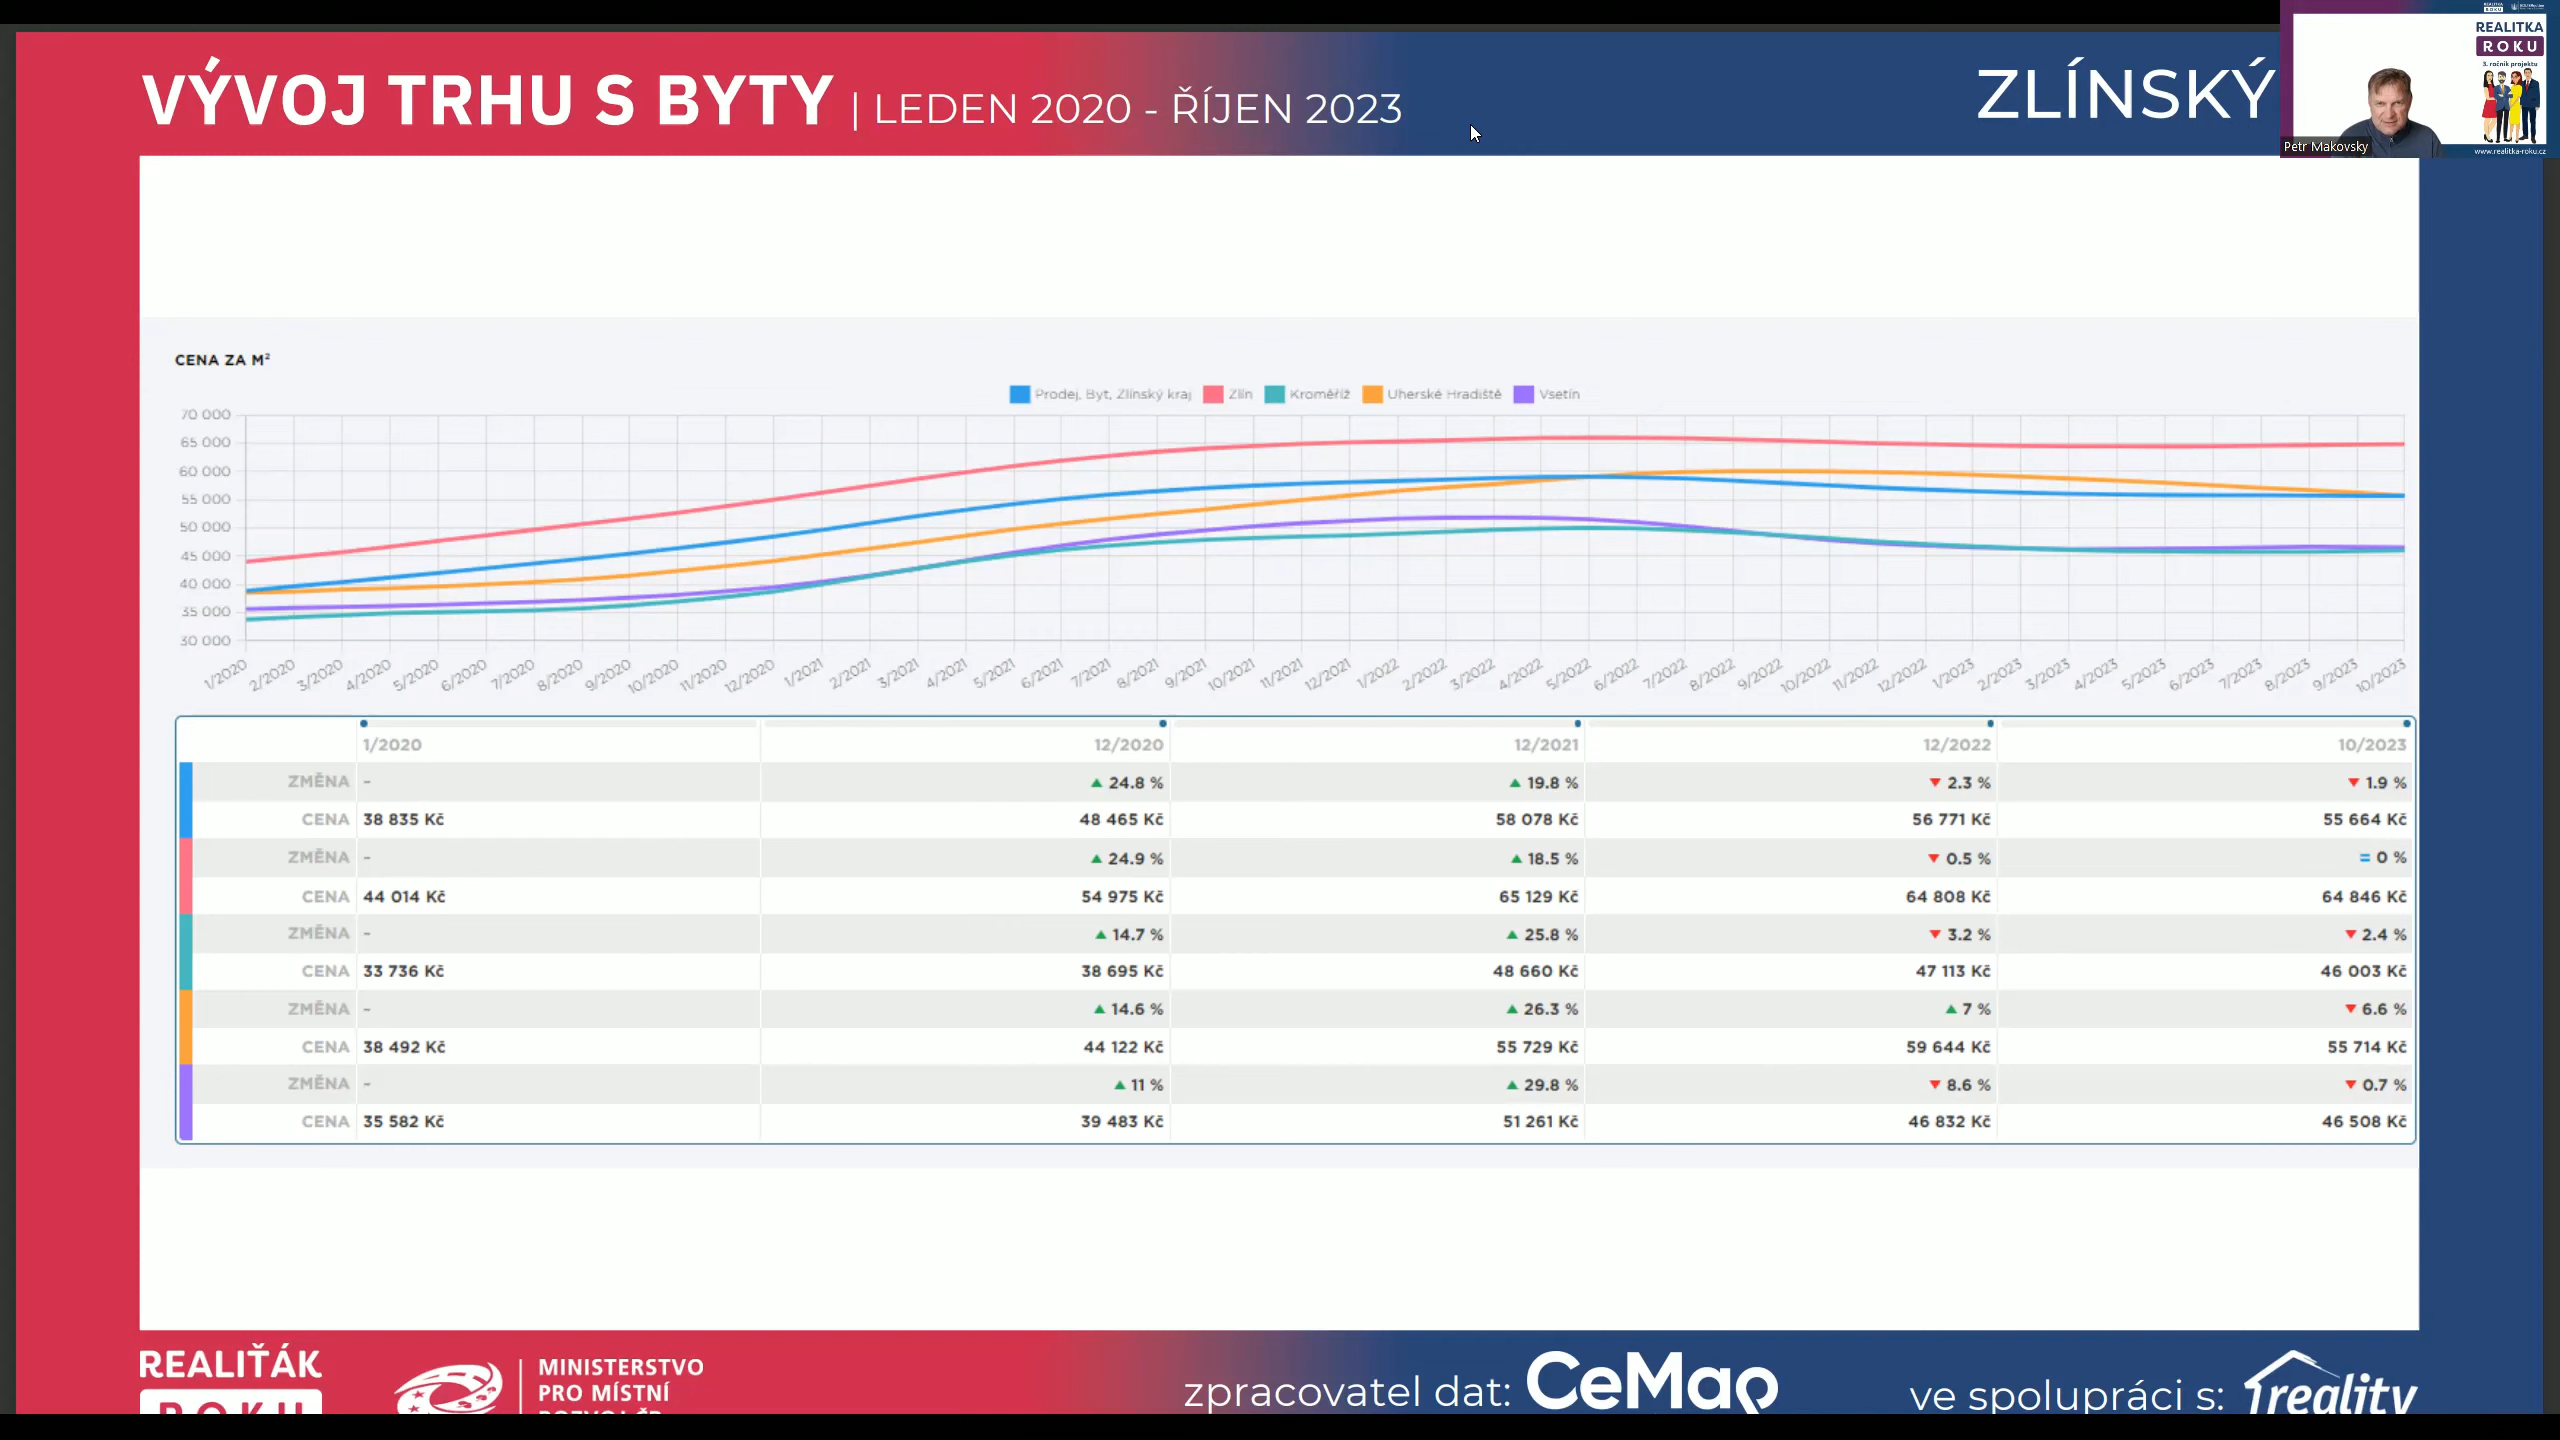 VÝVOJ TRHU S BYTY | LEDEN 2020 - ŘÍJEN 2023
ZLÍNSKÝ
REALITKA
ROKU
3. ročník projektu
Petr Makovsky
www.realitka-roku.cz
CENA ZA M²
Prodej, Byt, Zlínský kraj Zlín Kroměříž Uherské Hradiště Vsetín
70 000
65 000
60 000
55 000
50 000
45 000
40 000
35 000
30 000
1/2020 2/2020 3/2020 4/2020 5/2020 6/2020 7/2020 8/2020 9/2020 10/2020 11/2020 12/2020 1/2021 2/2021 3/2021 4/2021 5/2021 6/2021 7/2021 8/2021 9/2021 10/2021 11/2021 12/2021 1/2022 2/2022 3/2022 4/2022 5/2022 6/2022 7/2022 8/2022 9/2022 10/2022 11/2022 12/2022 1/2023 2/2023 3/2023 4/2023 5/2023 6/2023 7/2023 8/2023 9/2023 10/2023
1/2020 12/2020 12/2021 12/2022 10/2023
ZMĚNA - ▲ 24.8 % ▲ 19.8 % ▼ 2.3 % ▼ 1.9 %
CENA 38 835 Kč 48 465 Kč 58 078 Kč 56 771 Kč 55 664 Kč
ZMĚNA - ▲ 24.9 % ▲ 18.5 % ▼ 0.5 % = 0 %
CENA 44 014 Kč 54 975 Kč 65 129 Kč 64 808 Kč 64 846 Kč
ZMĚNA - ▲ 14.7 % ▲ 25.8 % ▼ 3.2 % ▼ 2.4 %
CENA 33 736 Kč 38 695 Kč 48 660 Kč 47 113 Kč 46 003 Kč
ZMĚNA - ▲ 14.6 % ▲ 26.3 % ▲ 7 % ▼ 6.6 %
CENA 38 492 Kč 44 122 Kč 55 729 Kč 59 644 Kč 55 714 Kč
ZMĚNA - ▲ 11 % ▲ 29.8 % ▼ 8.6 % ▼ 0.7 %
CENA 35 582 Kč 39 483 Kč 51 261 Kč 46 832 Kč 46 508 Kč
REALIŤÁK
ROKU
MINISTERSTVO
PRO MÍSTNÍ
ROZVOJ ČR
zpracovatel dat: CeMap
ve spolupráci s: reality